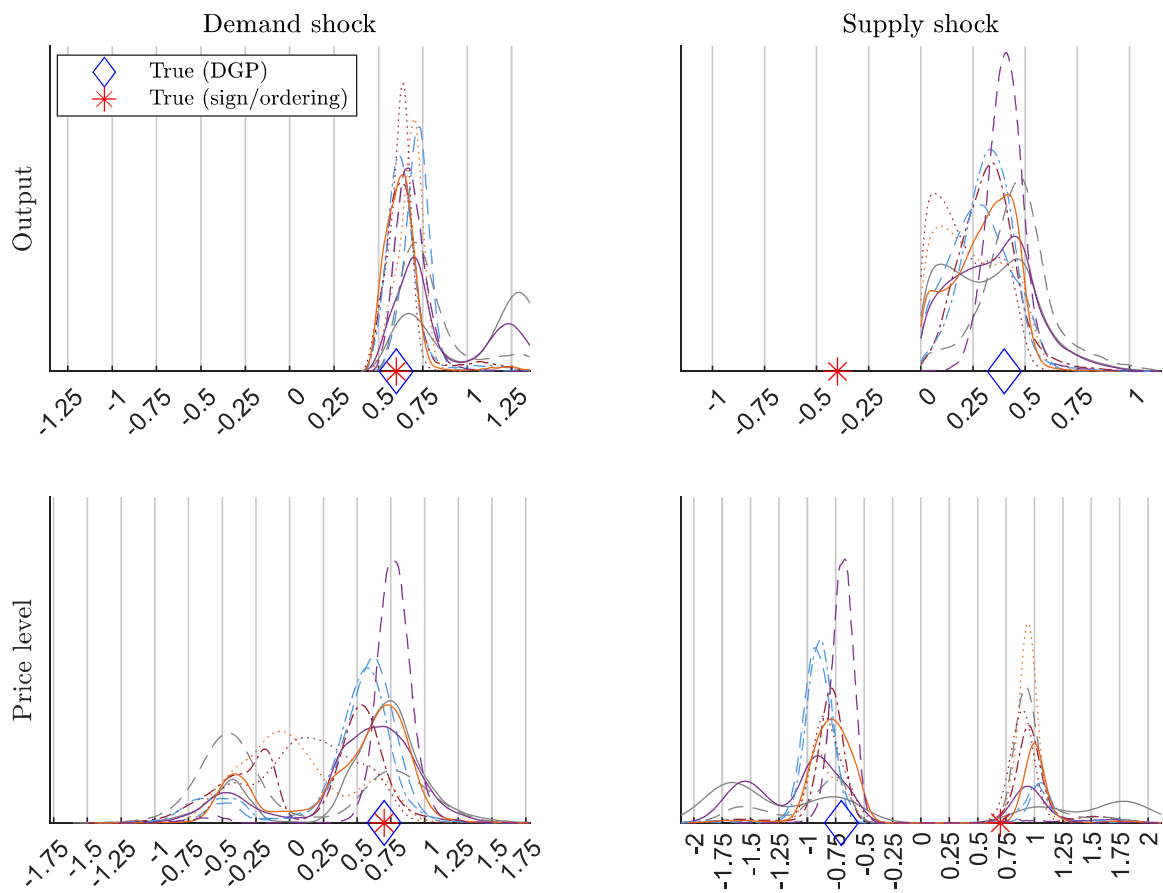 Demand shock
Supply shock
True (DGP)
True (sign/ordering)
Output
-1.25 -1 -0.75 -0.5 -0.25 0 0.25 0.5 0.75 1 1.25
-1 -0.75 -0.5 -0.25 0 0.25 0.5 0.75 1
Price level
-1.75 -1.5 -1.25 -1 -0.75 -0.5 -0.25 0 0.25 0.5 0.75 1 1.25 1.5 1.75
-2 -1.75 -1.5 -1.25 -1 -0.75 -0.5 -0.25 0 0.25 0.5 0.75 1 1.25 1.5 1.75 2